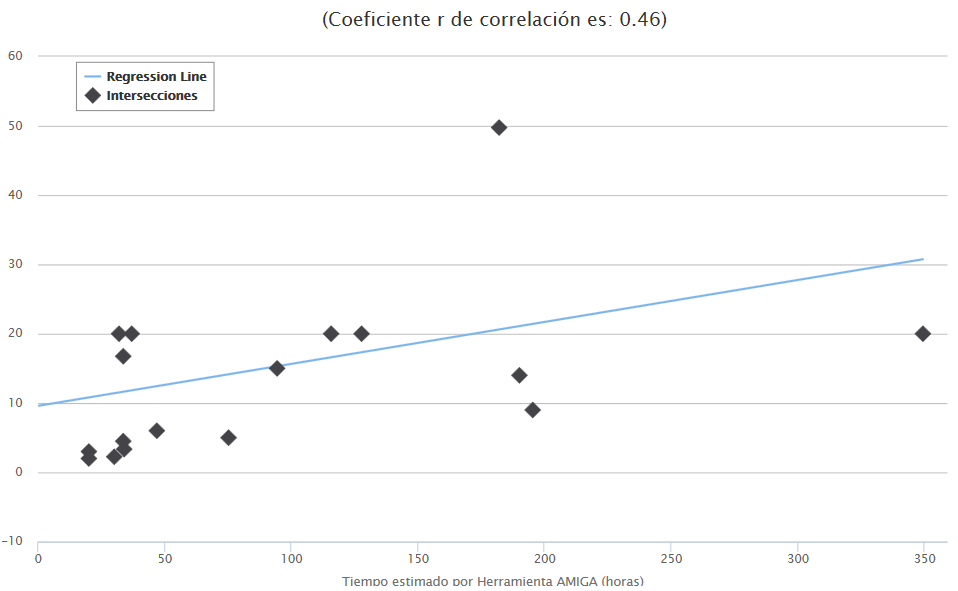 (Coeficiente r de correlación es: 0.46)
60
Regression Line
Intersecciones
50
40
30
20
10
0
-10
0 50 100 150 200 250 300 350
Tiempo estimado por Herramienta AMIGA (horas)